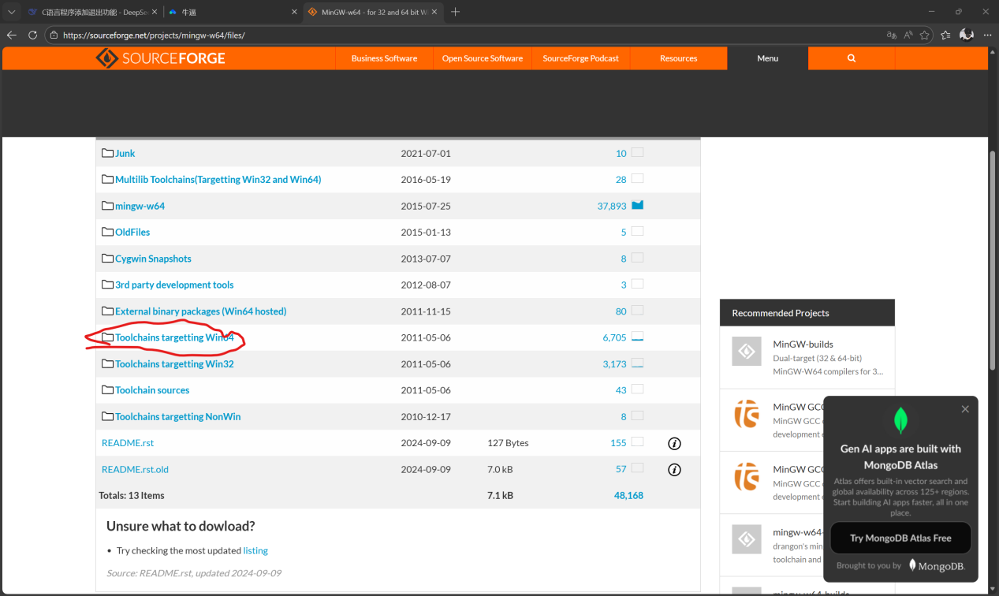 C语言程序添加退出功能 - DeepSe
牛逼
MinGW-w64 - for 32 and 64 bit Wi
https://sourceforge.net/projects/mingw-w64/files/
SOURCEFORGE
Business Software
Open Source Software
SourceForge Podcast
Resources
Menu
Junk 2021-07-01 10
Multilib Toolchains(Targetting Win32 and Win64) 2016-05-19 28
mingw-w64 2015-07-25 37,893
OldFiles 2015-01-13 5
Cygwin Snapshots 2013-07-07 8
3rd party development tools 2012-08-07 3
External binary packages (Win64 hosted) 2011-11-15 80
Toolchains targetting Win64 2011-05-06 6,705
Toolchains targetting Win32 2011-05-06 3,173
Toolchain sources 2011-05-06 43
Toolchains targetting NonWin 2010-12-17 8
README.rst 2024-09-09 127 Bytes 155
README.rst.old 2024-09-09 7.0 kB 57
Totals: 13 Items 7.1 kB 48,168
Unsure what to dowload?
• Try checking the most updated listing
Source: README.rst, updated 2024-09-09
Recommended Projects
MinGW-builds
Dual-target (32 & 64-bit)
MinGW-W64 compilers for 3...
MinGW GCC
MinGW GCC
development
MinGW GCC
MinGW GCC
development
mingw-w64-
drangon's min
toolchain and
mingw-w64-builds
Gen AI apps are built with
MongoDB Atlas
Atlas offers built-in vector search and
global availability across 125+ regions.
Start building AI apps faster, all in one
place.
Try MongoDB Atlas Free
Brought to you by MongoDB.